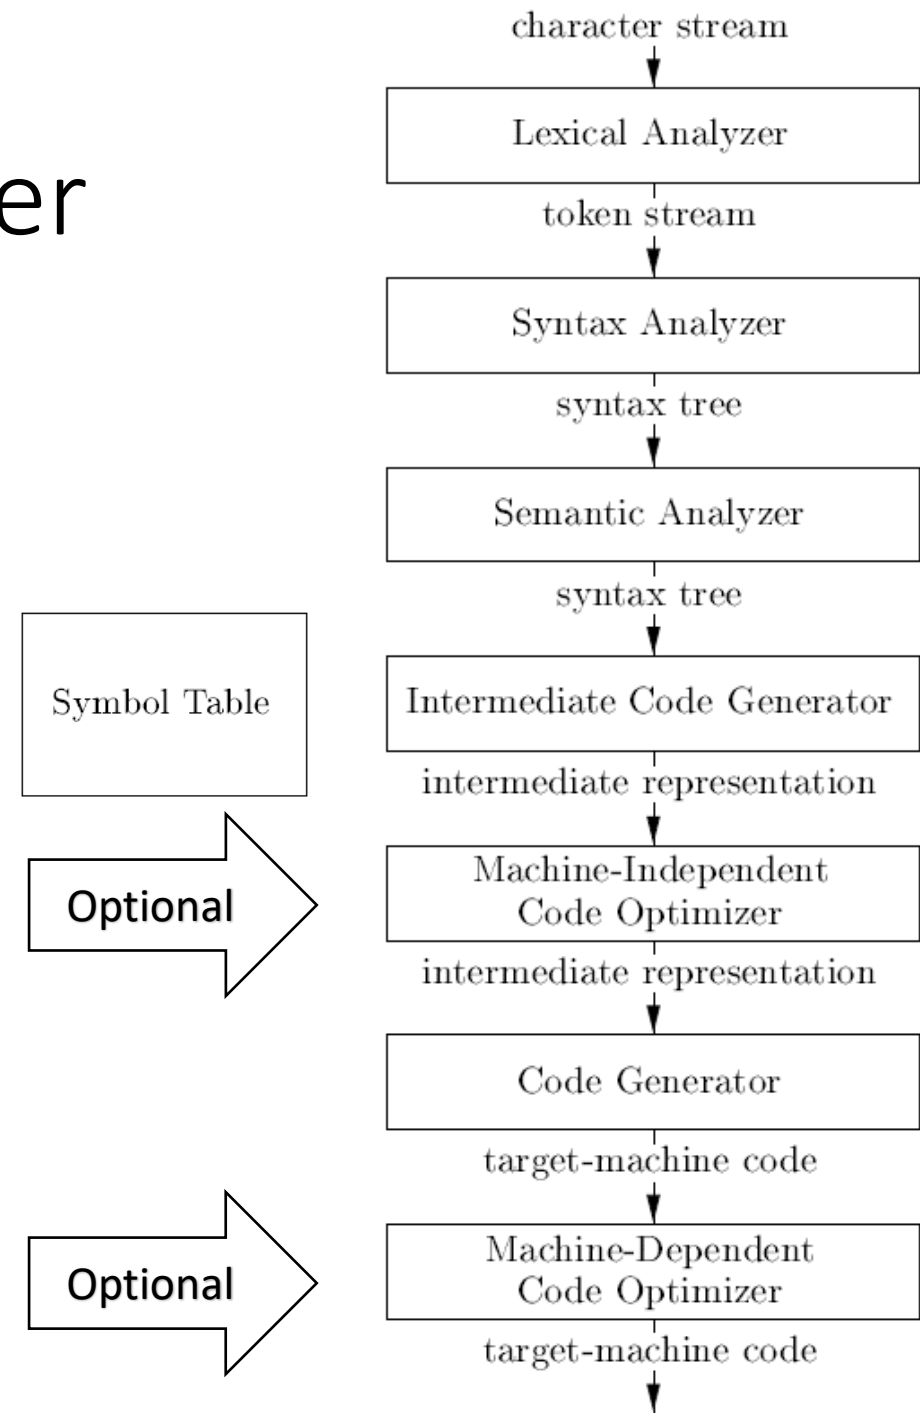 character stream
Lexical Analyzer
er
token stream
Syntax Analyzer
syntax tree
Semantic Analyzer
syntax tree
Symbol Table
Intermediate Code Generator
intermediate representation
Optional
Machine-Independent
Code Optimizer
intermediate representation
Code Generator
target-machine code
Optional
Machine-Dependent
Code Optimizer
target-machine code